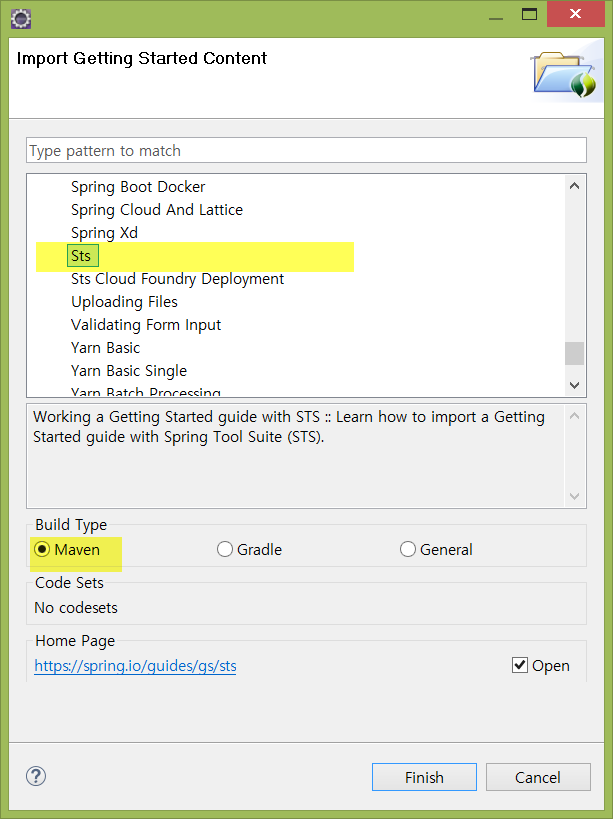 Import Getting Started Content
Type pattern to match
Spring Boot Docker
Spring Cloud And Lattice
Spring Xd
Sts
Sts Cloud Foundry Deployment
Uploading Files
Validating Form Input
Yarn Basic
Yarn Basic Single
Yarn Batch Processing
Working a Getting Started guide with STS :: Learn how to import a Getting
Started guide with Spring Tool Suite (STS).
Build Type
Maven Gradle General
Code Sets
No codesets
Home Page
https://spring.io/guides/gs/sts Open
? Finish Cancel